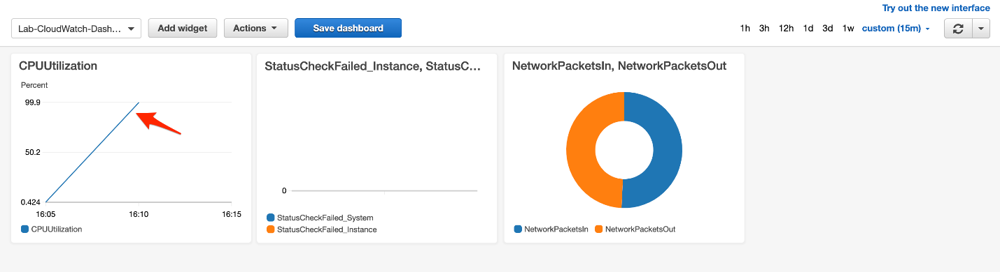 Try out the new interface
Lab-CloudWatch-Dash...
Add widget
Actions
Save dashboard
1h 3h 12h 1d 3d 1w custom (15m)
CPUUtilization
Percent
99.9
50.2
0.424
16:05 16:10 16:15
CPUUtilization
StatusCheckFailed_Instance, StatusC...
0
StatusCheckFailed_System
StatusCheckFailed_Instance
NetworkPacketsIn, NetworkPacketsOut
NetworkPacketsIn NetworkPacketsOut